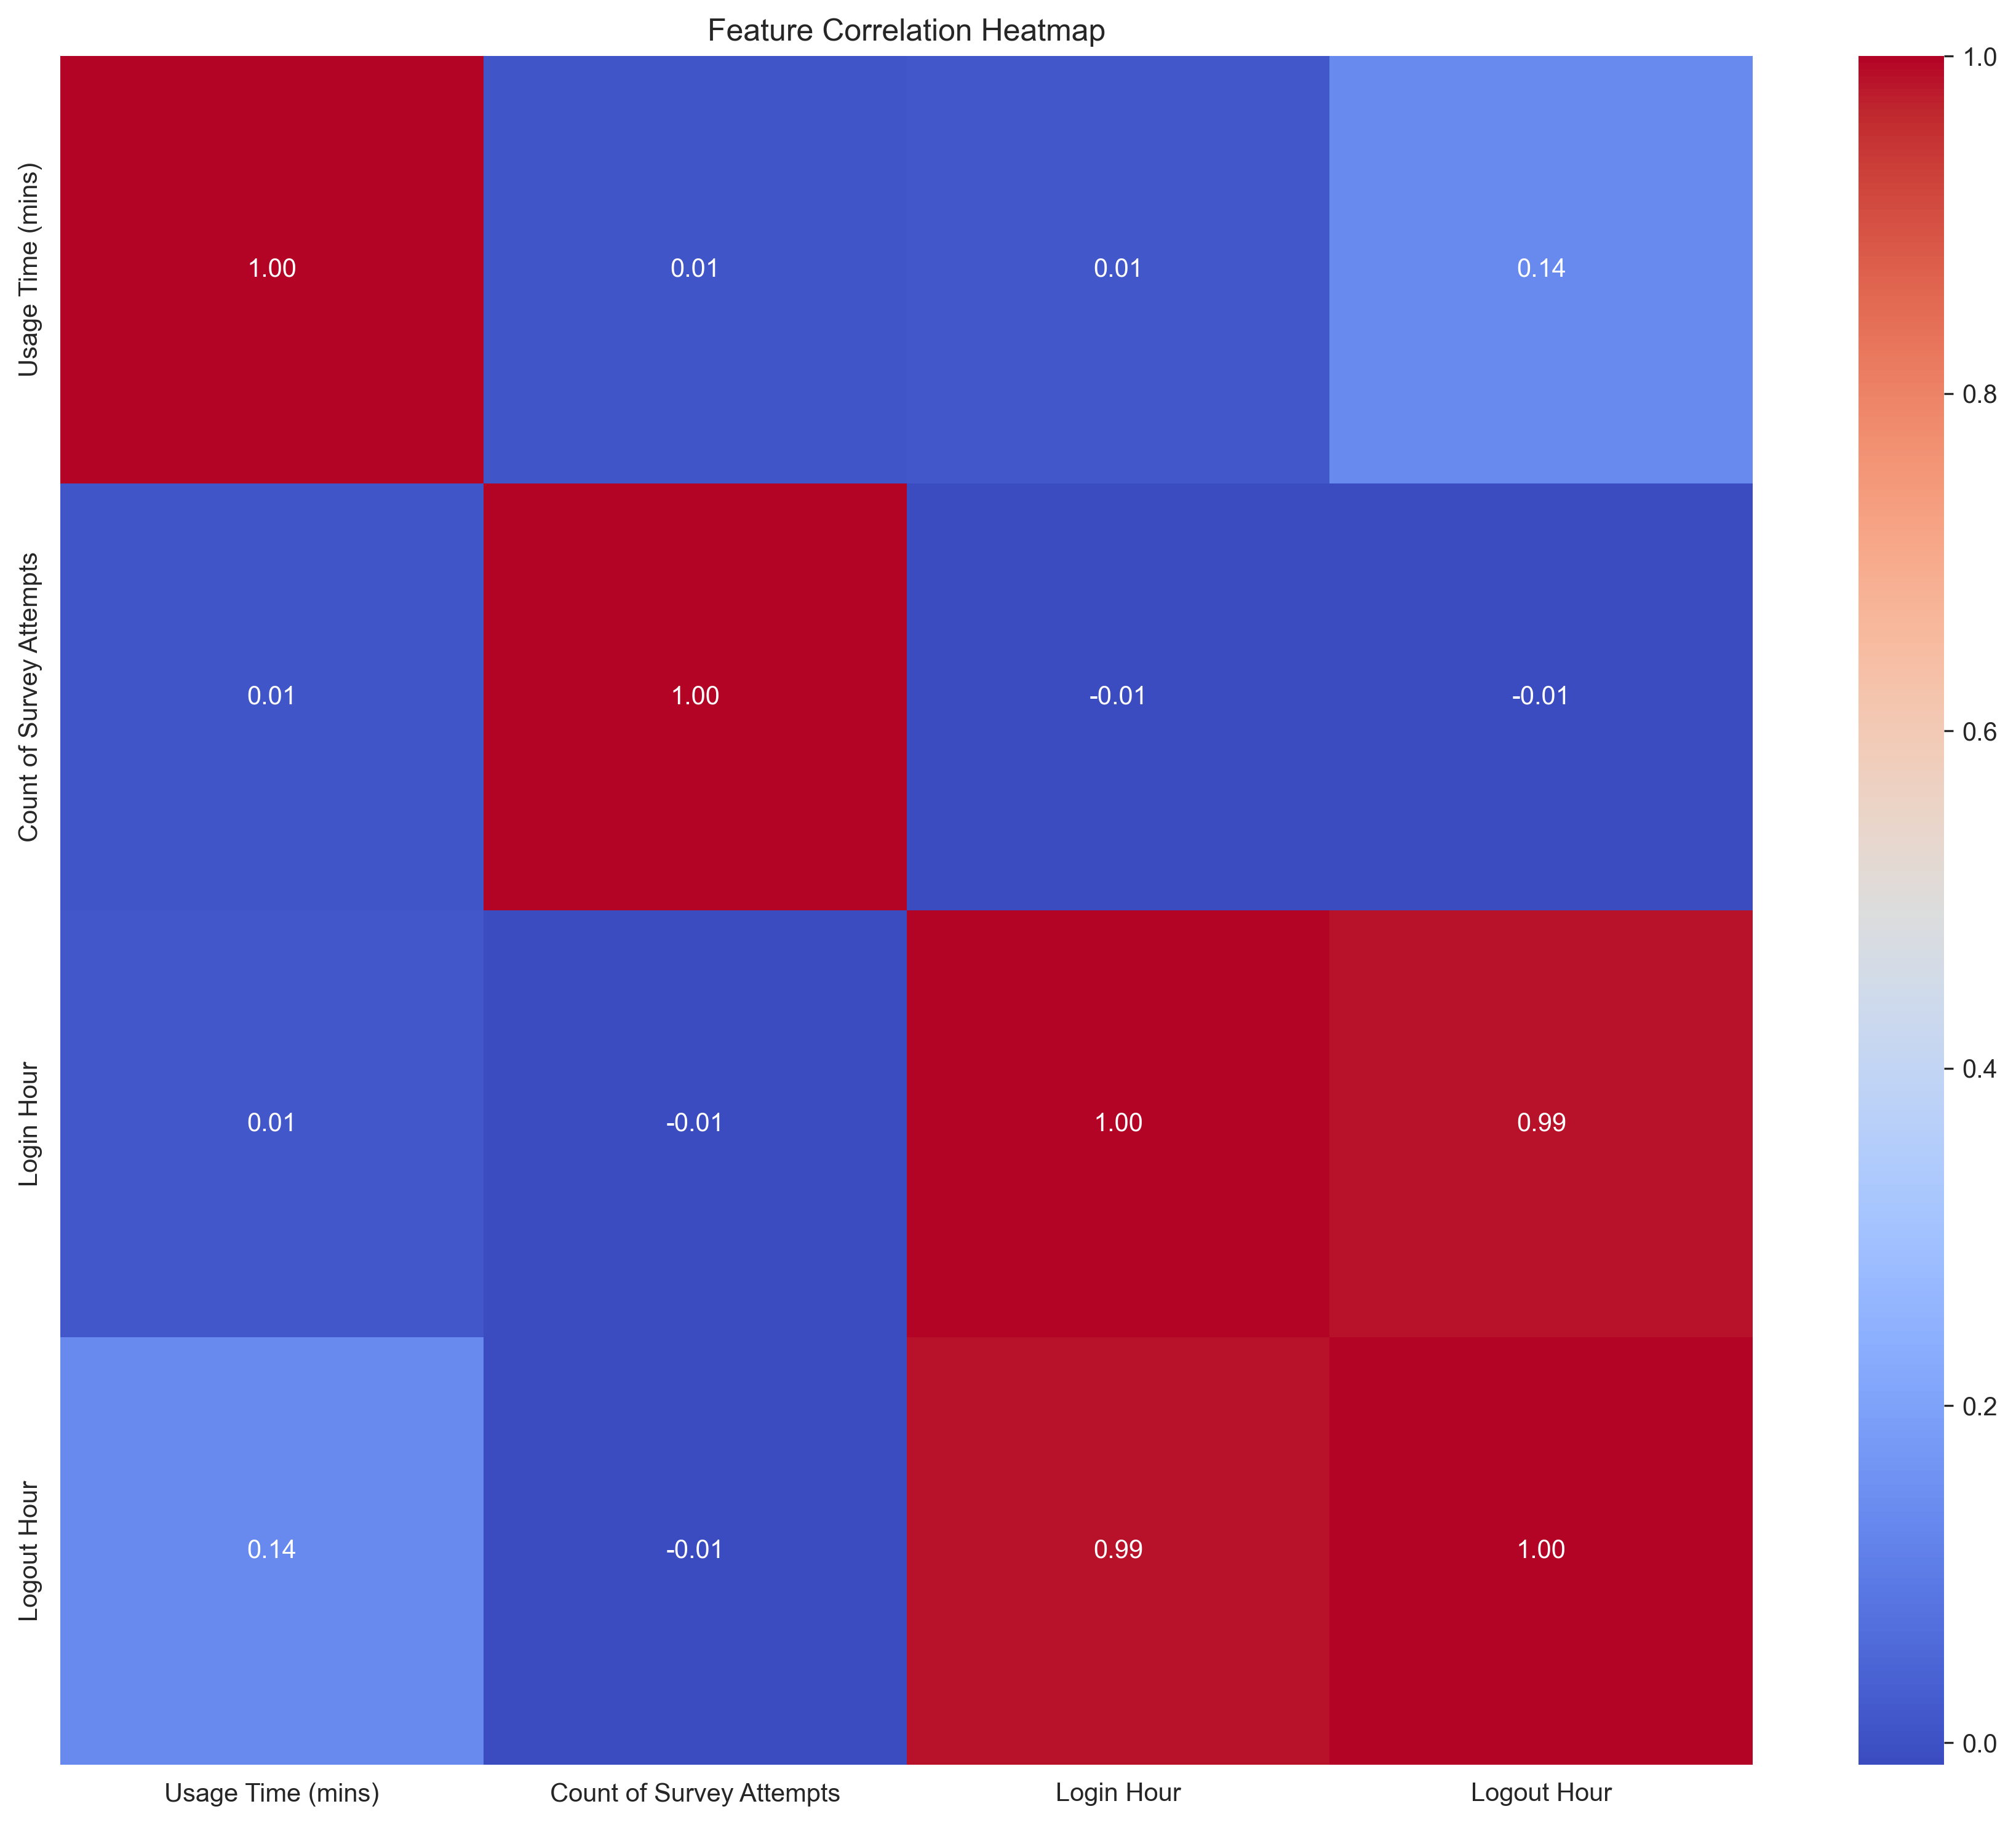 Feature Correlation Heatmap
Usage Time (mins)
1.00
0.01
0.01
0.14
Count of Survey Attempts
0.01
1.00
-0.01
-0.01
Login Hour
0.01
-0.01
1.00
0.99
Logout Hour
0.14
-0.01
0.99
1.00
Usage Time (mins)
Count of Survey Attempts
Login Hour
Logout Hour
1.0
0.8
0.6
0.4
0.2
0.0